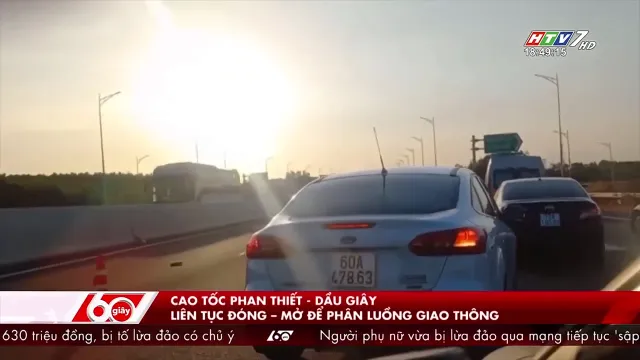 HTV7 HD
18:49:15
60A
478.63
CAO TỐC PHAN THIẾT - DẦU GIÂY
60 giây
LIÊN TỤC ĐÓNG – MỞ ĐỂ PHÂN LUỒNG GIAO THÔNG
630 triệu đồng, bị tố lừa đảo có chủ đí
Người phụ nữ vừa bị lừa đảo qua mạng tiếp tục 'sập